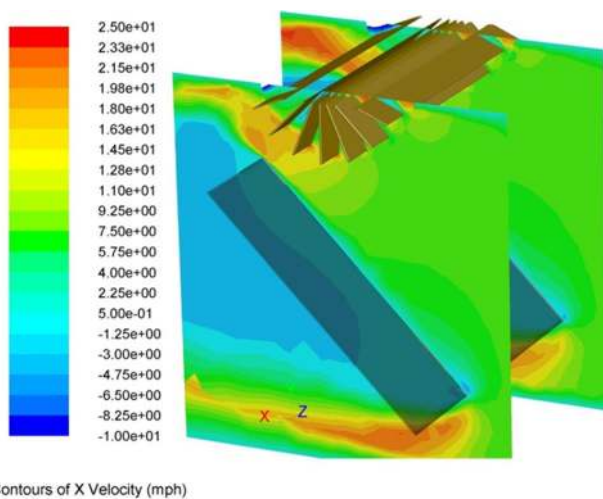 2.50e+01
2.33e+01
2.15e+01
1.98e+01
1.80e+01
1.63e+01
1.45e+01
1.28e+01
1.10e+01
9.25e+00
7.50e+00
5.75e+00
4.00e+00
2.25e+00
5.00e-01
-1.25e+00
-3.00e+00
-4.75e+00
-6.50e+00
-8.25e+00
-1.00e+01
X Z
ontours of X Velocity (mph)